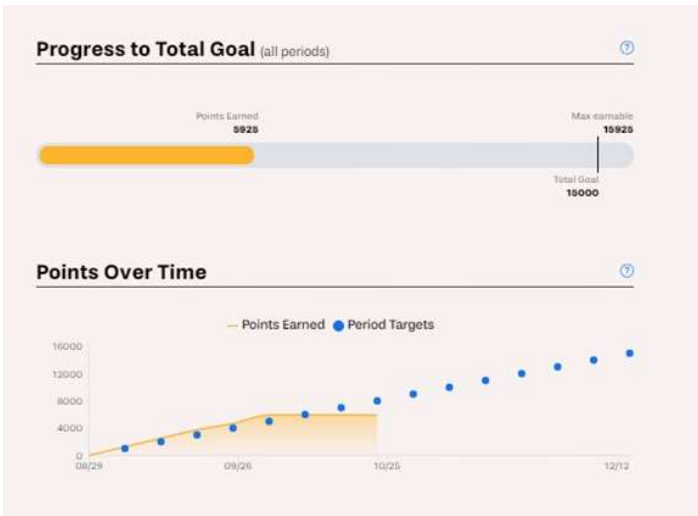 Progress to Total Goal (all periods) ?
Points Earned
5925
Max earnable
15925
Total Goal
15000
Points Over Time ?
Points Earned Period Targets
16000
12000
8000
4000
0
08/29 09/26 10/25 12/12